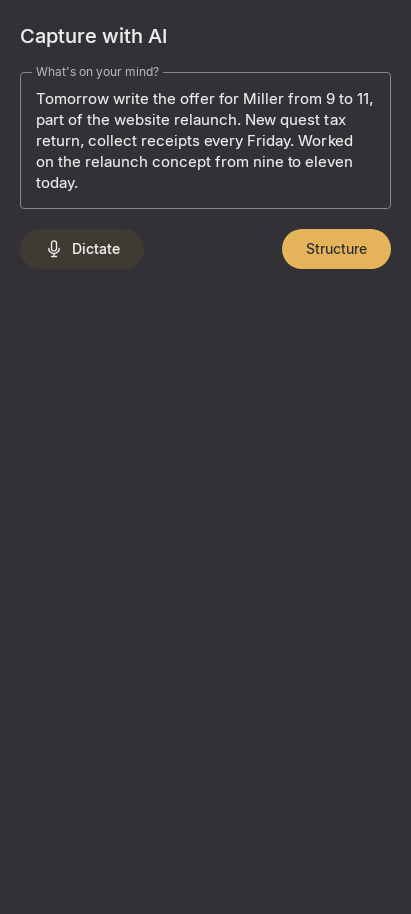 Capture with AI
What's on your mind?
Tomorrow write the offer for Miller from 9 to 11,
part of the website relaunch. New quest tax
return, collect receipts every Friday. Worked
on the relaunch concept from nine to eleven
today.
Dictate
Structure